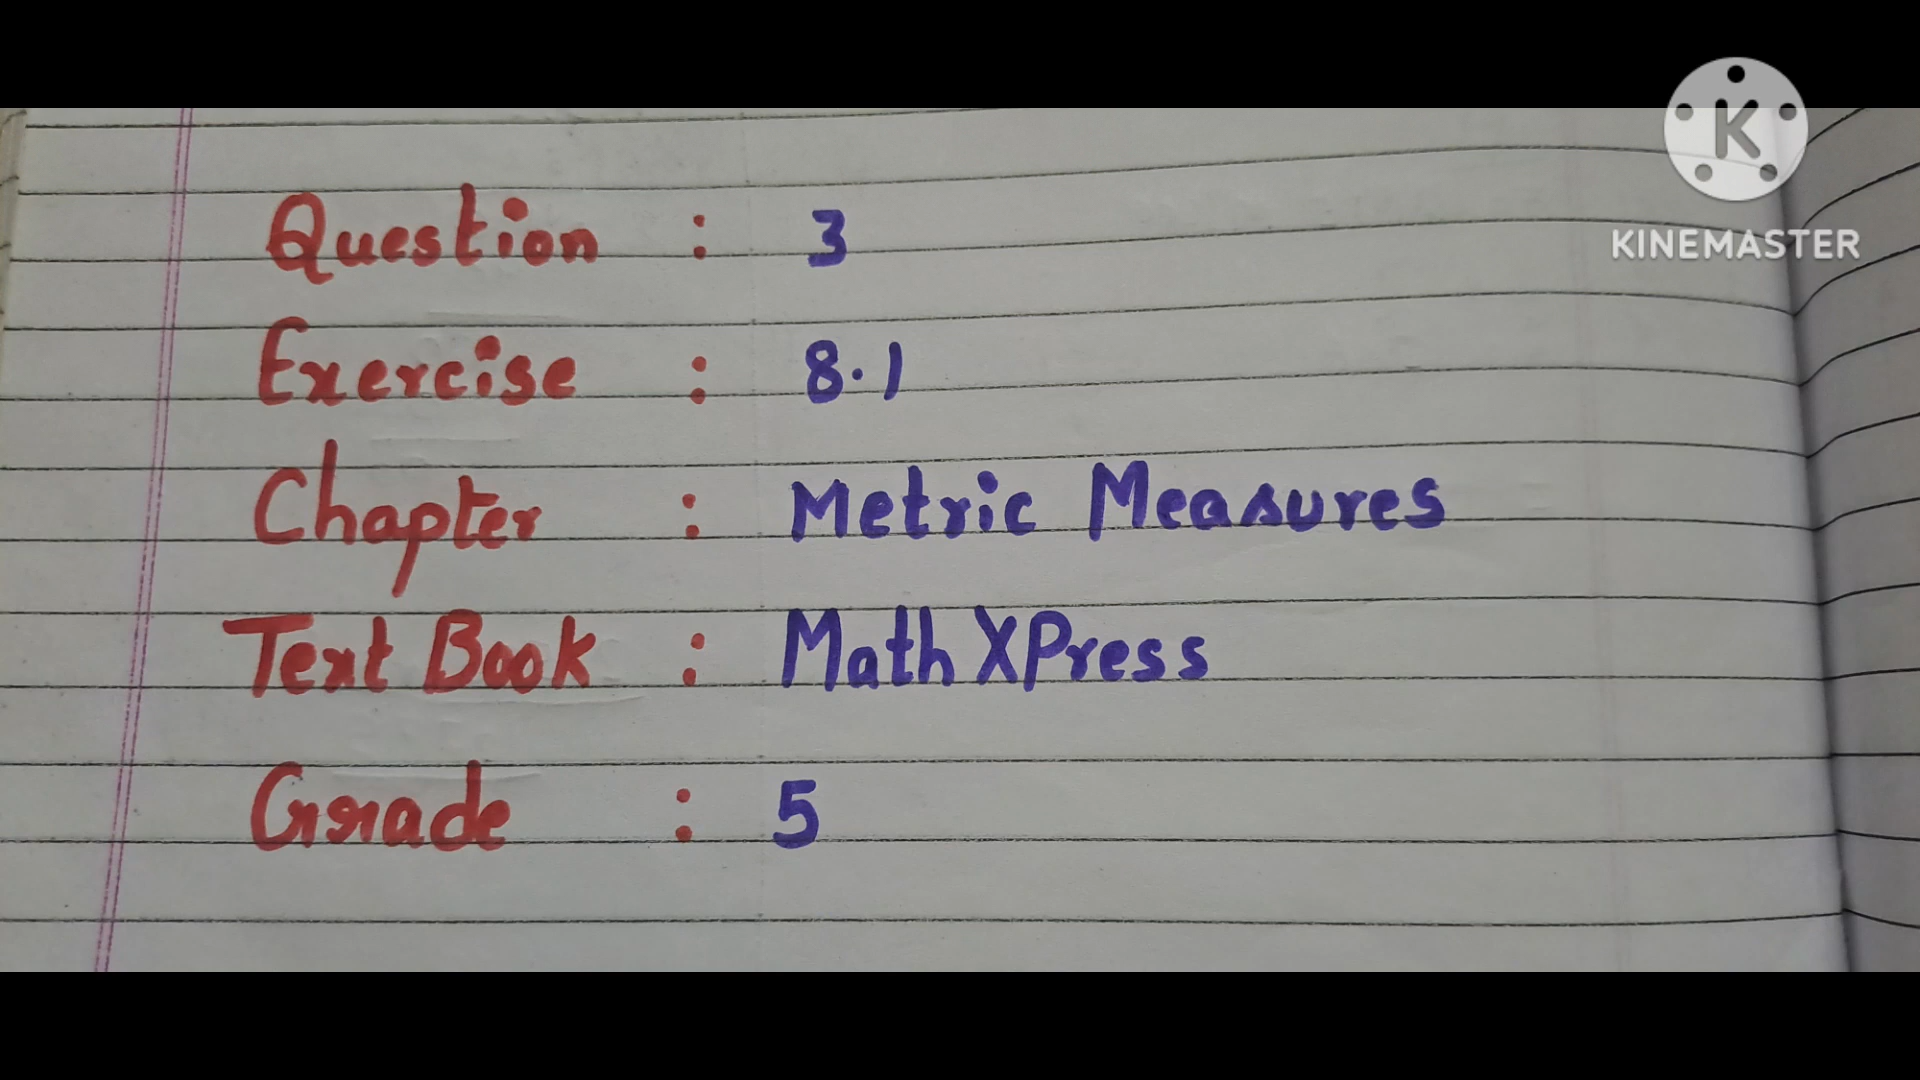 Question : 3
Exercise : 8.1
Chapter : Metric Measures
Text Book : Math XPress
Grade : 5
K
KINEMASTER